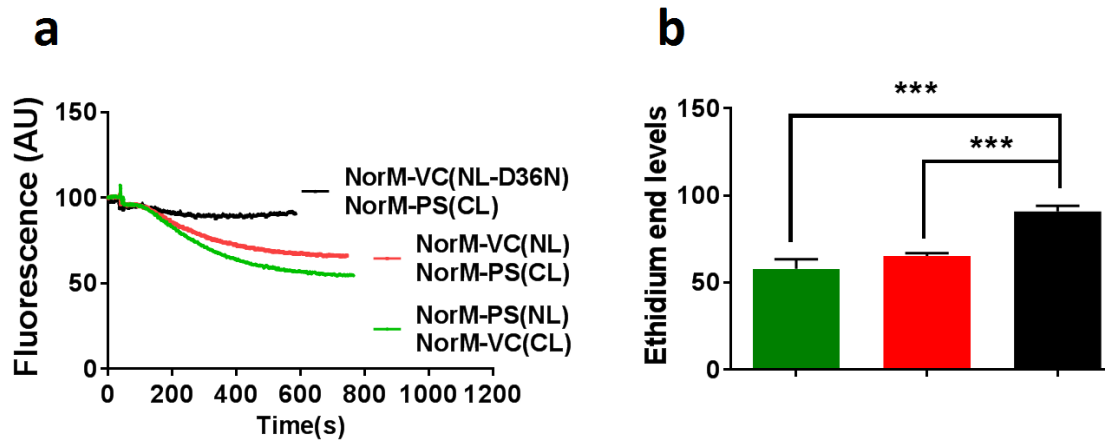 a
Fluorescence (AU)
150
100
50
0
0 200 400 600 800 1000 1200
Time(s)
NorM-VC(NL-D36N)
NorM-PS(CL)
NorM-VC(NL)
NorM-PS(CL)
NorM-PS(NL)
NorM-VC(CL)
b
Ethidium end levels
150
100
50
0
***
***